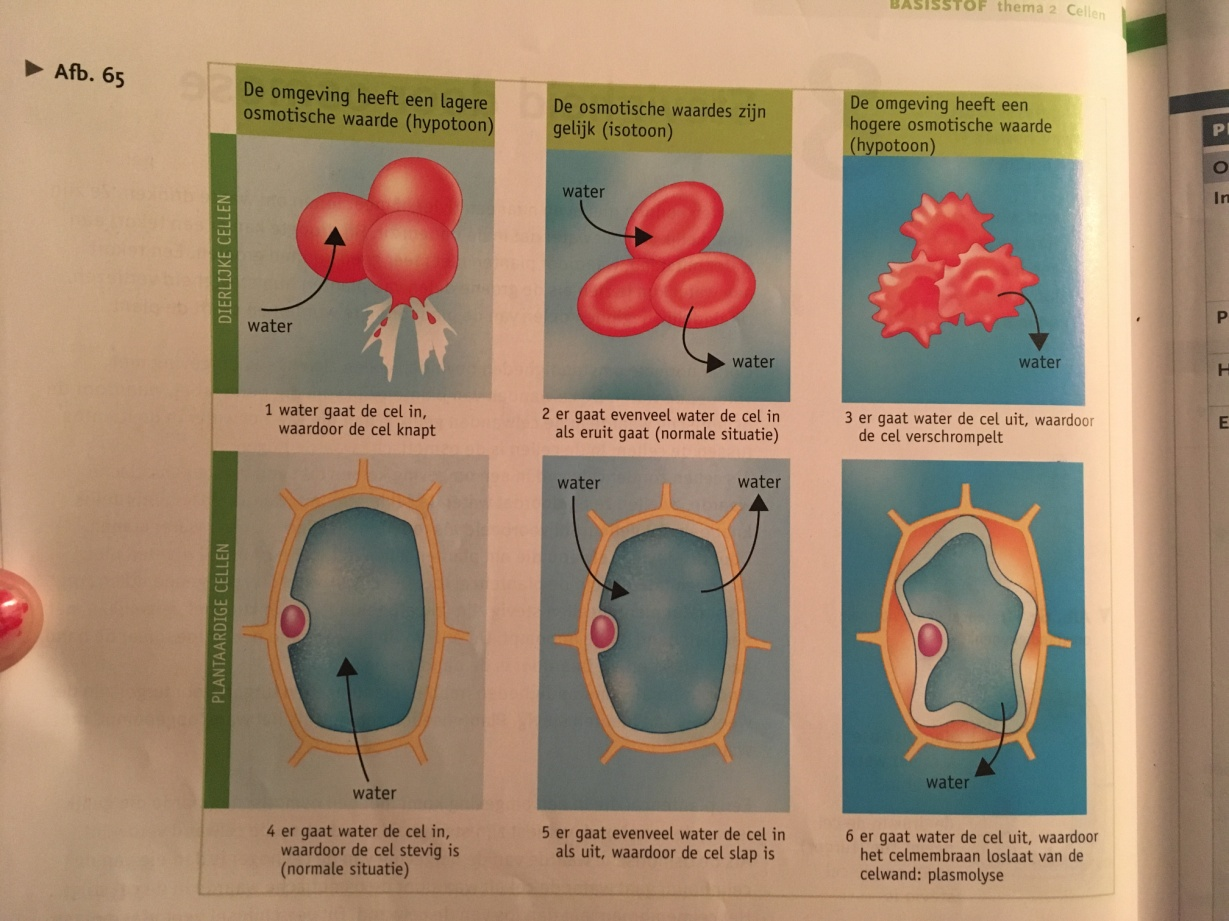 BASISSTOF thema 2 Cellen
Afb. 65
De omgeving heeft een lagere
osmotische waarde (hypotoon)
De osmotische waardes zijn
gelijk (isotoon)
De omgeving heeft een
hogere osmotische waarde
(hypotoon)
DIERLIJKE CELLEN
water
water
water
water
1 water gaat de cel in,
waardoor de cel knapt
2 er gaat evenveel water de cel in
als eruit gaat (normale situatie)
3 er gaat water de cel uit, waardoor
de cel verschrompelt
PLANTAARDIGE CELLEN
water
water
water
water
4 er gaat water de cel in,
waardoor de cel stevig is
(normale situatie)
5 er gaat evenveel water de cel in
als uit, waardoor de cel slap is
6 er gaat water de cel uit, waardoor
het celmembraan loslaat van de
celwand: plasmolyse